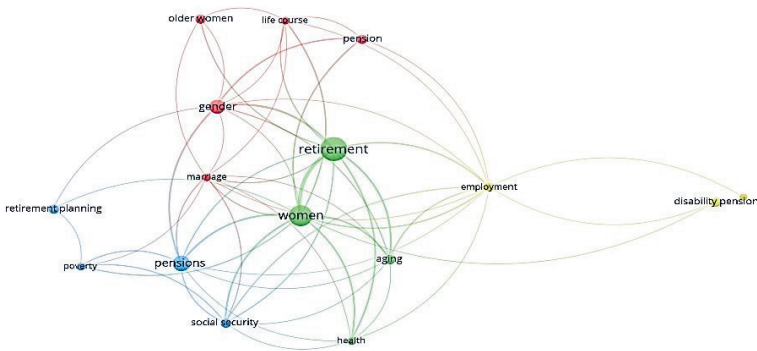 older women
life course
pension
gender
retirement
marriage
employment
disability pension
retirement planning
women
aging
pensions
poverty
social security
health